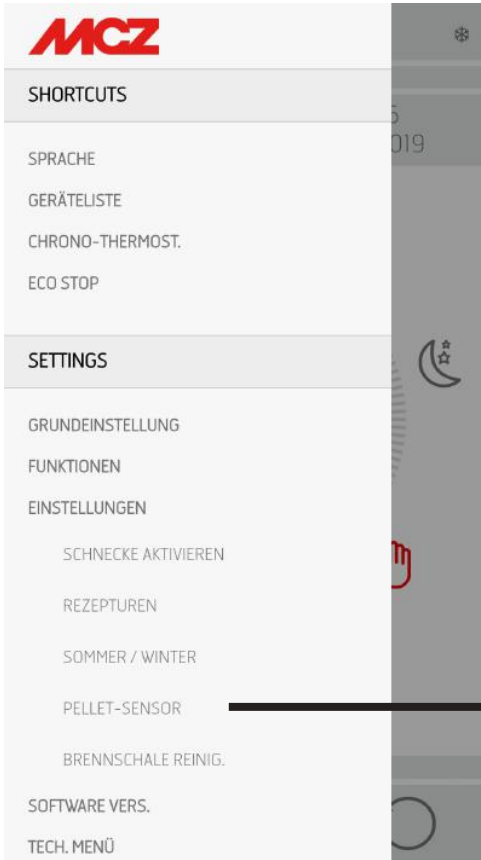 MCZ
SHORTCUTS
SPRACHE
GERÄTELISTE
CHRONO-THERMOST.
ECO STOP
SETTINGS
GRUNDEINSTELLUNG
FUNKTIONEN
EINSTELLUNGEN
SCHNECKE AKTIVIEREN
REZEPTUREN
SOMMER / WINTER
PELLET-SENSOR
BRENNSCHALE REINIG.
SOFTWARE VERS.
TECH. MENÜ
019